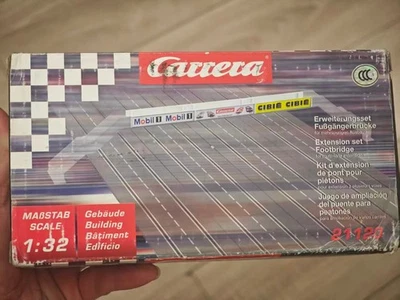 Carrera
CCC
Mobil 1 Mobil 1 CIBIE CIBIE
Erweiterungsset
Fußgängerbrücke
Extension set
Footbridge
Kit d'extension
de pont pour
piétons
Juego de ampliación
del puente para
peatones
MAßSTAB
SCALE
1:32
Gebäude
Building
Bâtiment
Edificio